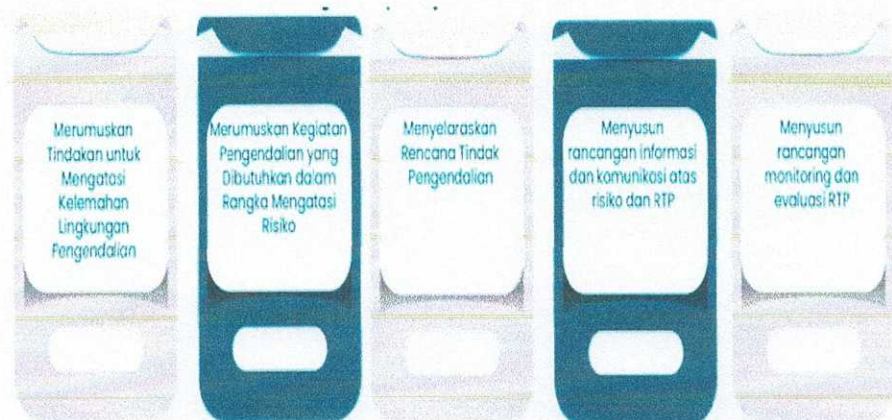 Merumuskan
Tindakan untuk
Mengatasi
Kelemahan
Lingkungan
Pengendalian
Merumuskan Kegiatan
Pengendalian yang
Dibutuhkan dalam
Rangka Mengatasi
Risiko
Menyelaraskan
Rencana Tindak
Pengendalian
Menyusun
rancangan informasi
dan komunikasi atas
risiko dan RTP
Menyusun
rancangan
monitoring dan
evaluasi RTP